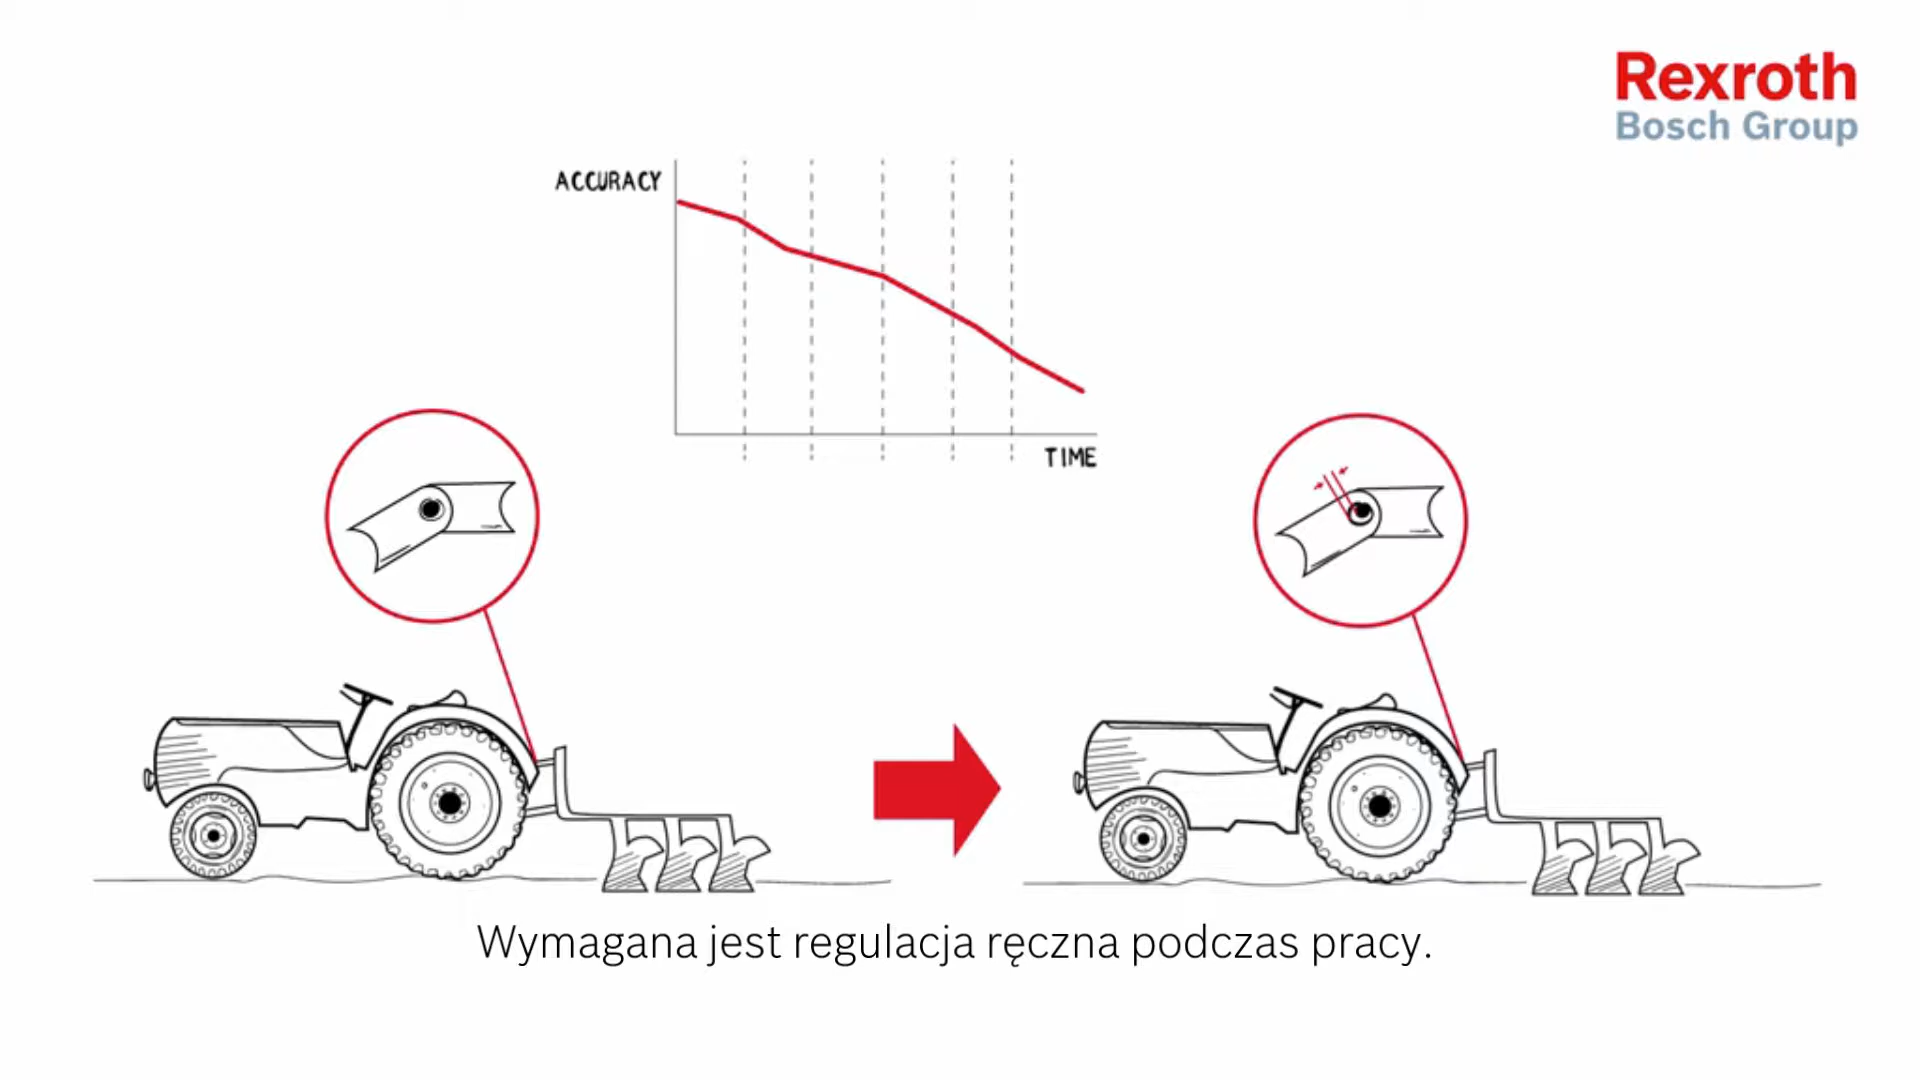 Rexroth
Bosch Group
ACCURACY
TIME
Wymagana jest regulacja ręczna podczas pracy.